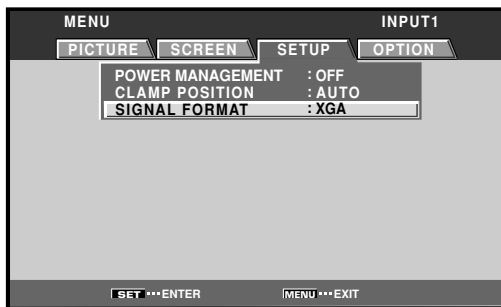 MENU INPUT1
PICTURE SCREEN SETUP OPTION
POWER MANAGEMENT : OFF
CLAMP POSITION : AUTO
SIGNAL FORMAT : XGA
SET ···ENTER MENU ···EXIT